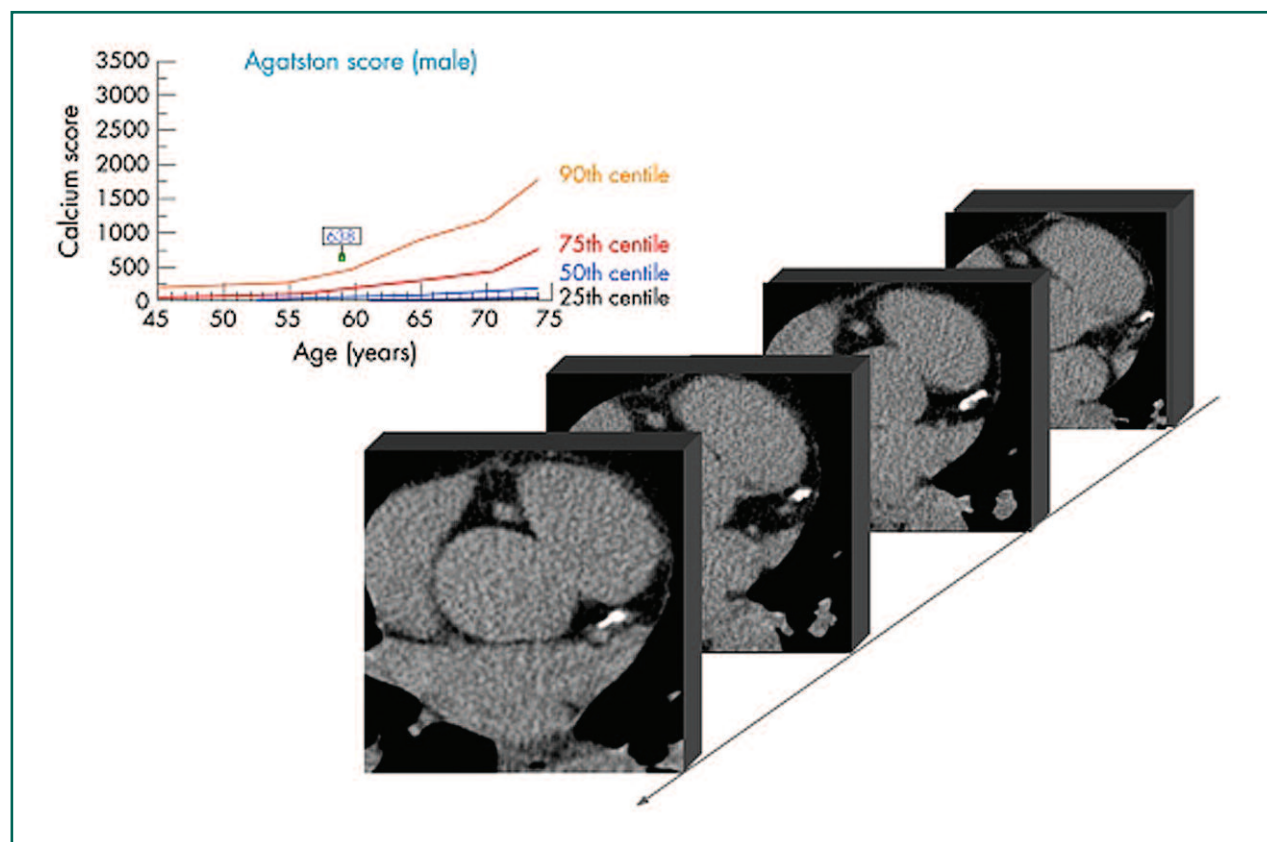 Agatston score (male)
Calcium score
3500
3000
2500
2000
1500
1000
500
0
638
90th centile
75th centile
50th centile
25th centile
45 50 55 60 65 70 75
Age (years)